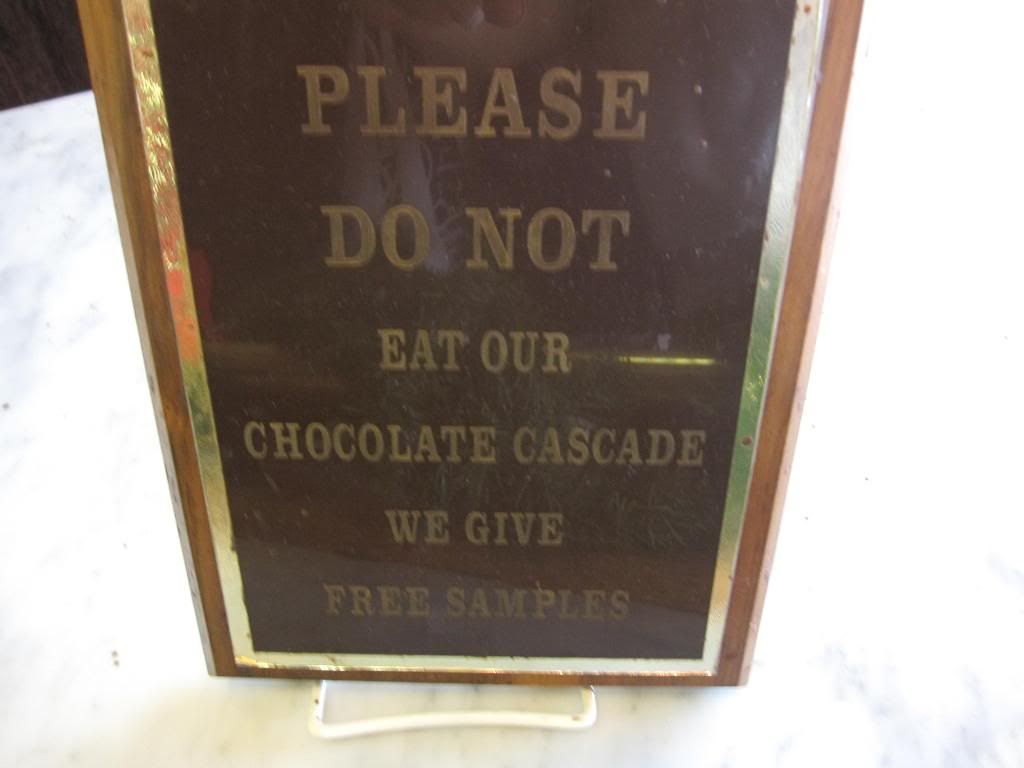 PLEASE
DO NOT
EAT OUR
CHOCOLATE CASCADE
WE GIVE
FREE SAMPLES